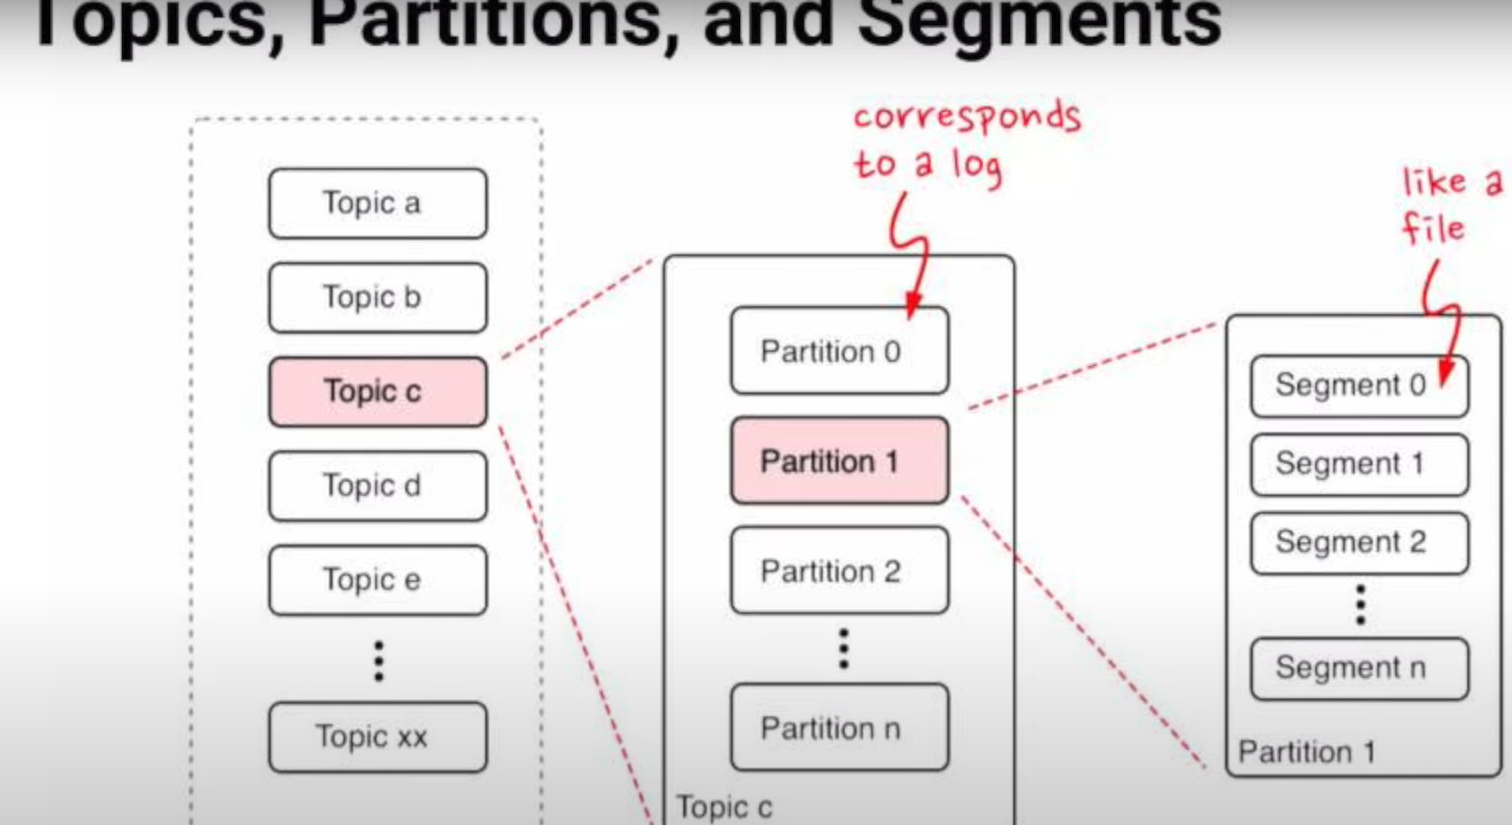 Topics, Partitions, and Segments
corresponds
to a log
like a
file
Topic a
Topic b
Topic c
Topic d
Topic e
Topic xx
Partition 0
Partition 1
Partition 2
Partition n
Topic c
Segment 0
Segment 1
Segment 2
Segment n
Partition 1